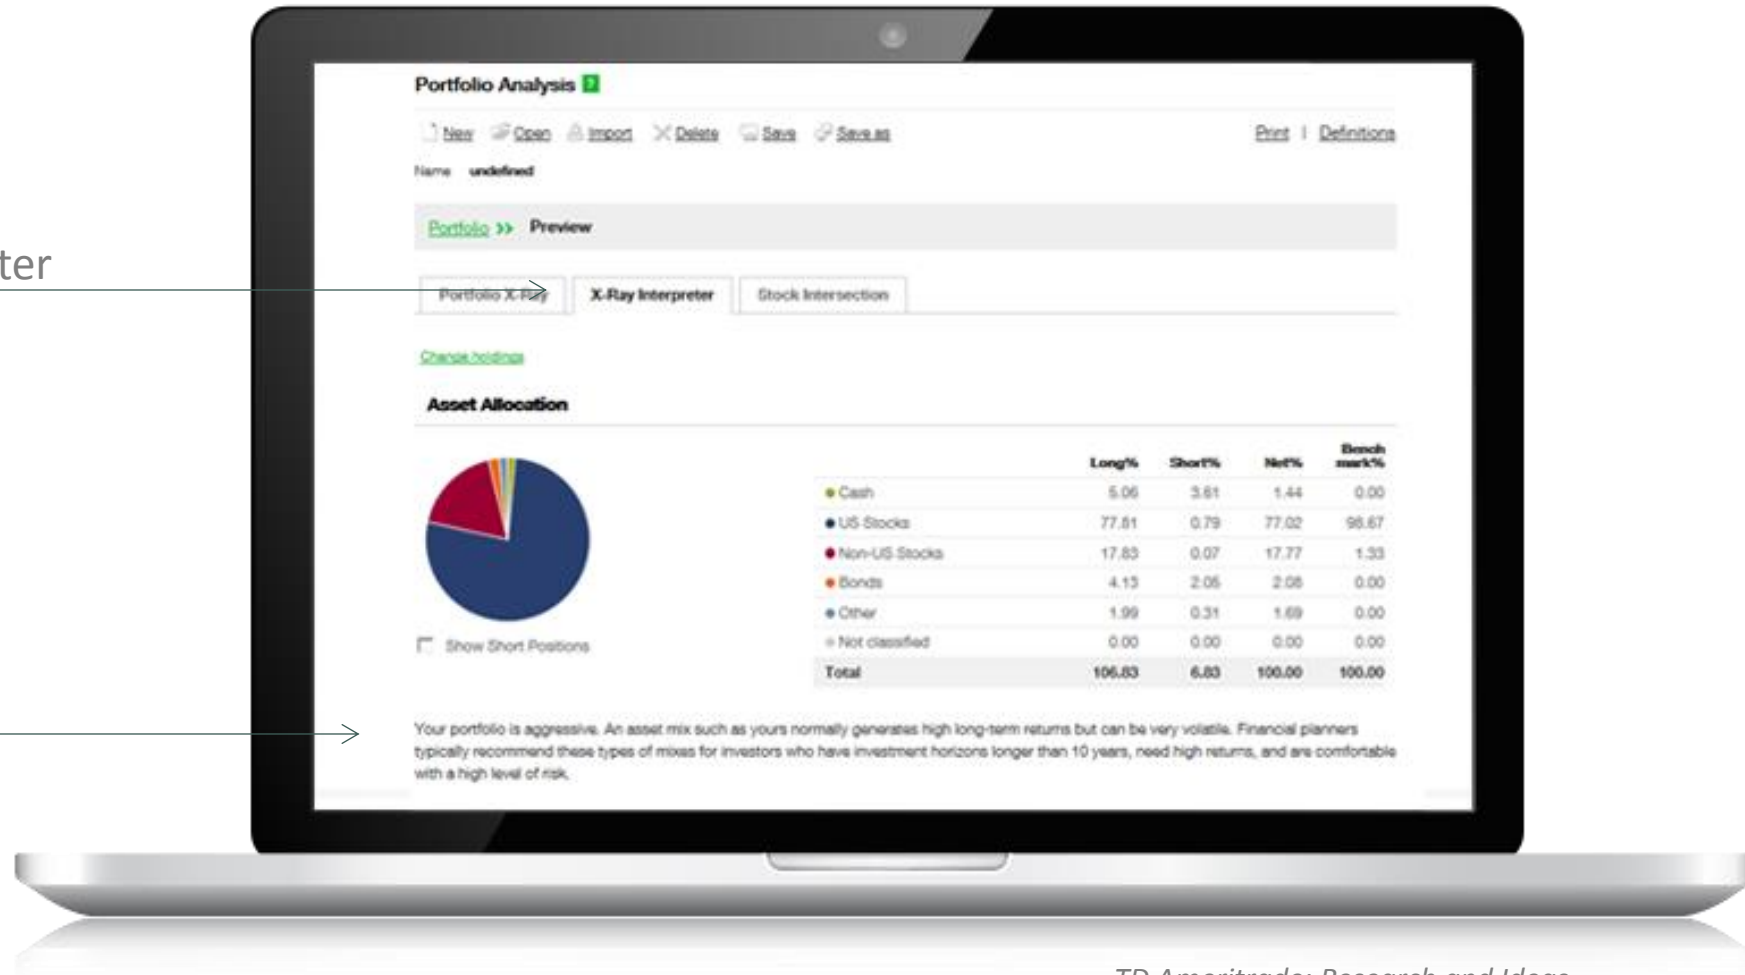 Portfolio Analysis ?
New Open Import Delete Save Save as Print | Definitions
Name undefined
Portfolio >> Preview
ter
Portfolio X-Ray X-Ray Interpreter Stock Intersection
Change holdings
Asset Allocation
Long% Short% Net% Bench
mark%
Cash 5.06 3.61 1.44 0.00
US Stocks 77.81 0.79 77.02 98.67
Non-US Stocks 17.83 0.07 17.77 1.33
Bonds 4.13 2.05 2.08 0.00
Other 1.99 0.31 1.69 0.00
Show Short Positions
Not classified 0.00 0.00 0.00 0.00
Total 106.83 6.83 100.00 100.00
Your portfolio is aggressive. An asset mix such as yours normally generates high long-term returns but can be very volatile. Financial planners
typically recommend these types of mixes for investors who have investment horizons longer than 10 years, need high returns, and are comfortable
with a high level of risk.
TD Ameritrade: Research and Ideas